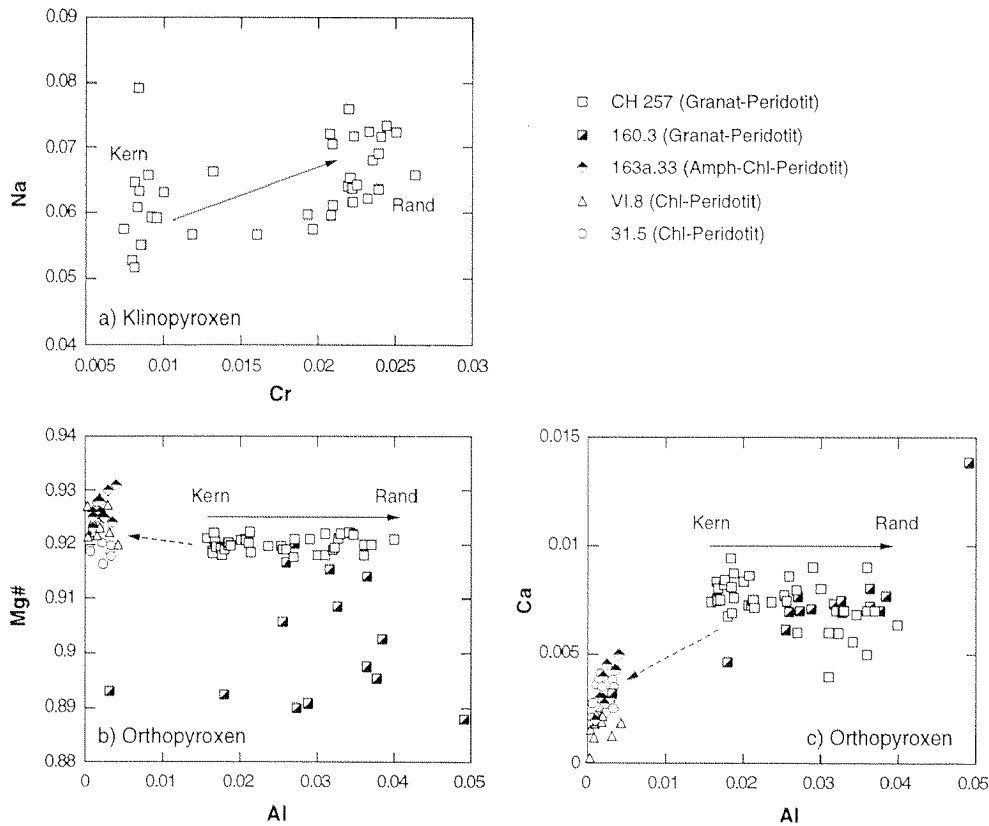 0.09
0.08
0.07
0.06
0.05
0.04
Na
Kern
Rand
a) Klinopyroxen
0.005
0.01
0.015
0.02
0.025
0.03
Cr
CH 257 (Granat-Peridotit)
160.3 (Granat-Peridotit)
163a.33 (Amph-Chl-Peridotit)
VI.8 (Chl-Peridotit)
31.5 (Chl-Peridotit)
0.94
0.93
0.92
0.91
0.9
0.89
0.88
Mg#
Kern
Rand
b) Orthopyroxen
0
0.01
0.02
0.03
0.04
0.05
Al
0.015
0.01
0.005
0
Ca
Kern
Rand
c) Orthopyroxen
0
0.01
0.02
0.03
0.04
0.05
Al